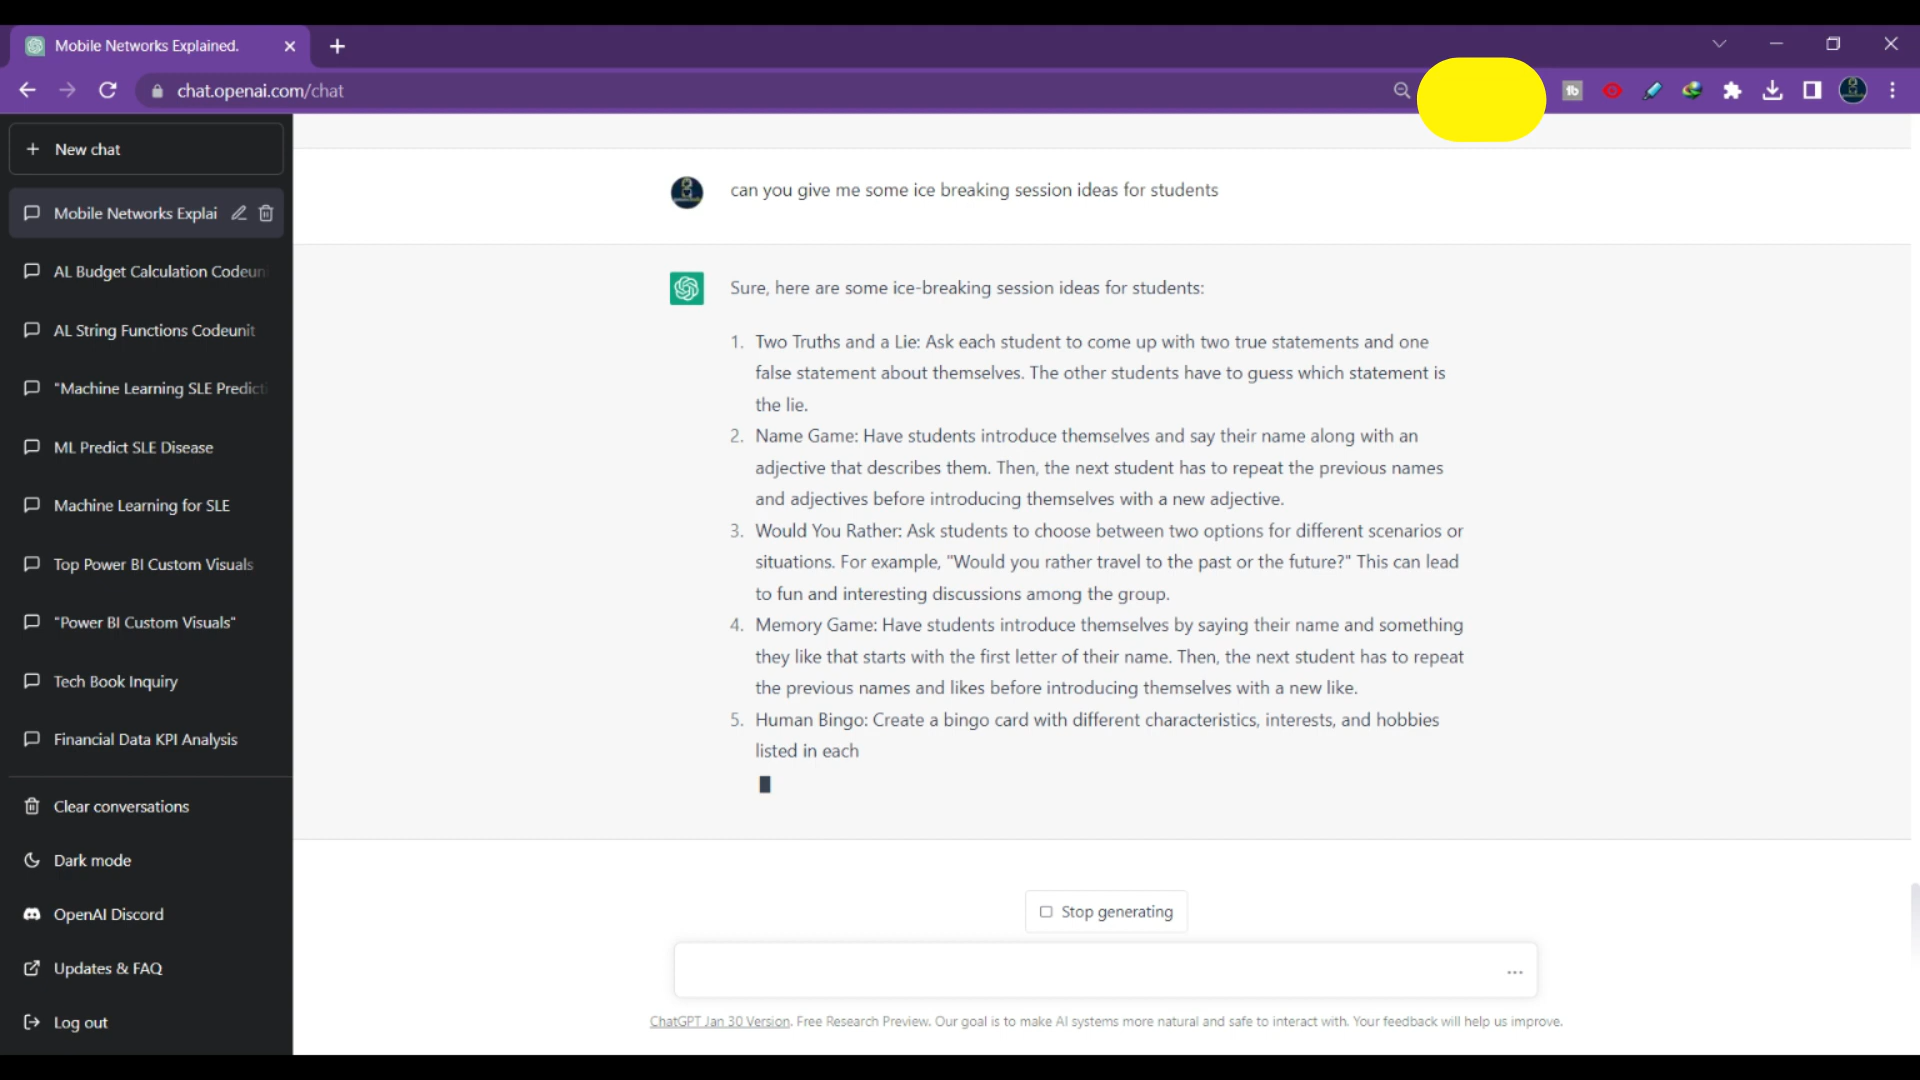 Mobile Networks Explained.
chat.openai.com/chat
New chat
Mobile Networks Explai
AL Budget Calculation Codeuni
AL String Functions Codeunit
"Machine Learning SLE Predicti
ML Predict SLE Disease
Machine Learning for SLE
Top Power BI Custom Visuals
"Power BI Custom Visuals"
Tech Book Inquiry
Financial Data KPI Analysis
Clear conversations
Dark mode
OpenAI Discord
Updates & FAQ
Log out
can you give me some ice breaking session ideas for students
Sure, here are some ice-breaking session ideas for students:
1. Two Truths and a Lie: Ask each student to come up with two true statements and one
false statement about themselves. The other students have to guess which statement is
the lie.
2. Name Game: Have students introduce themselves and say their name along with an
adjective that describes them. Then, the next student has to repeat the previous names
and adjectives before introducing themselves with a new adjective.
3. Would You Rather: Ask students to choose between two options for different scenarios or
situations. For example, "Would you rather travel to the past or the future?" This can lead
to fun and interesting discussions among the group.
4. Memory Game: Have students introduce themselves by saying their name and something
they like that starts with the first letter of their name. Then, the next student has to repeat
the previous names and likes before introducing themselves with a new like.
5. Human Bingo: Create a bingo card with different characteristics, interests, and hobbies
listed in each
Stop generating
...
ChatGPT Jan 30 Version. Free Research Preview. Our goal is to make AI systems more natural and safe to interact with. Your feedback will help us improve.